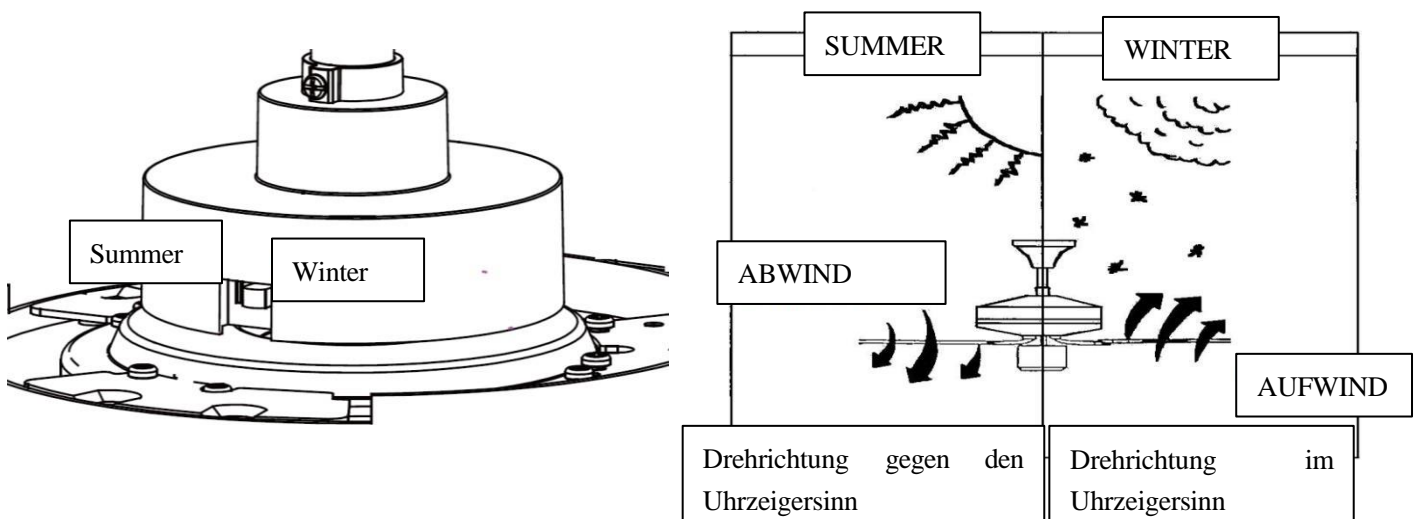 Summer
Winter
SUMMER
WINTER
ABWIND
AUFWIND
Drehrichtung gegen den
Uhrzeigersinn
Drehrichtung im
Uhrzeigersinn